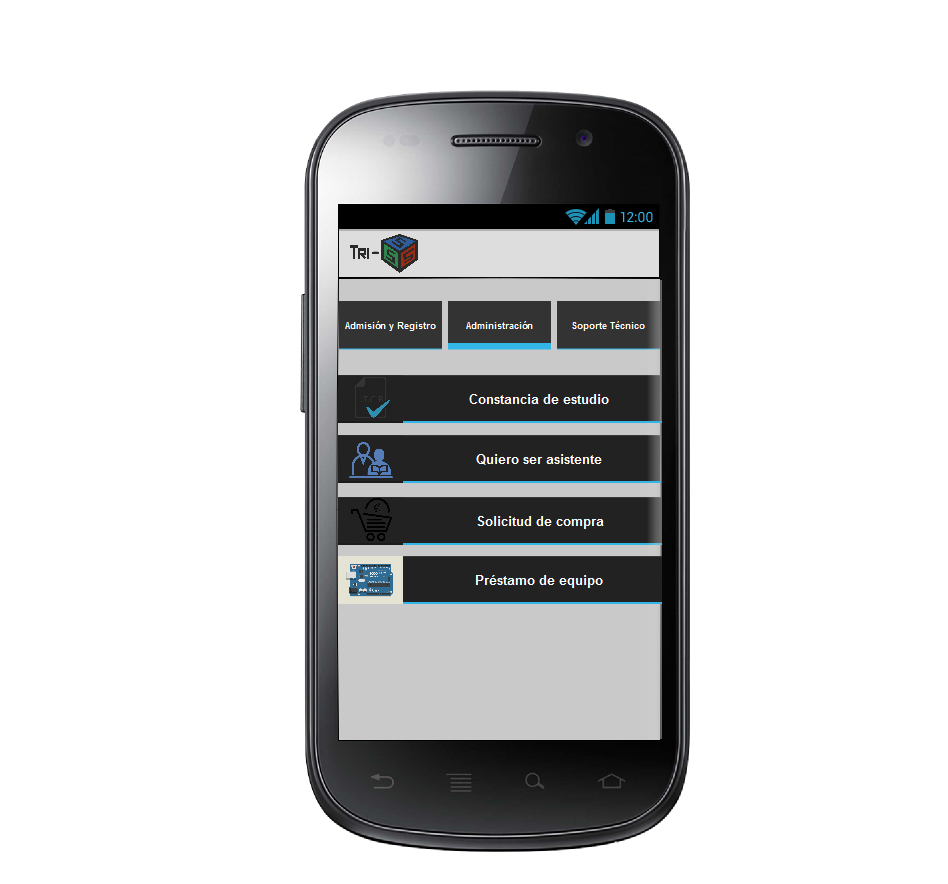 12:00
TRI-
Admisión y Registro
Administración
Soporte Técnico
Constancia de estudio
Quiero ser asistente
Solicitud de compra
Préstamo de equipo